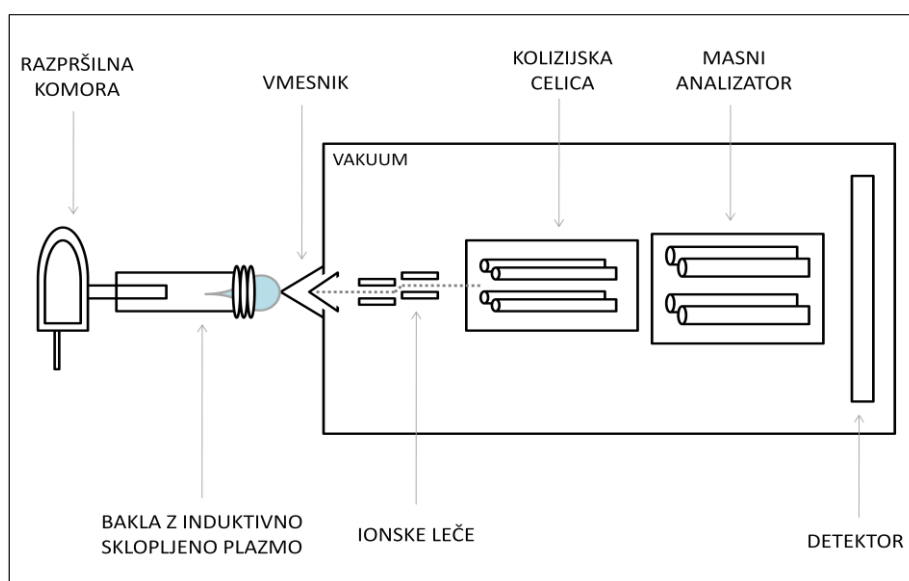 RAZPRŠILNA
KOMORA
VMESNIK
KOLIZIJSKA
CELICA
MASNI
ANALIZATOR
VAKUUM
BAKLA Z INDUKTIVNO
SKLOPLJENO PLAZMO
IONSKE LEČE
DETEKTOR